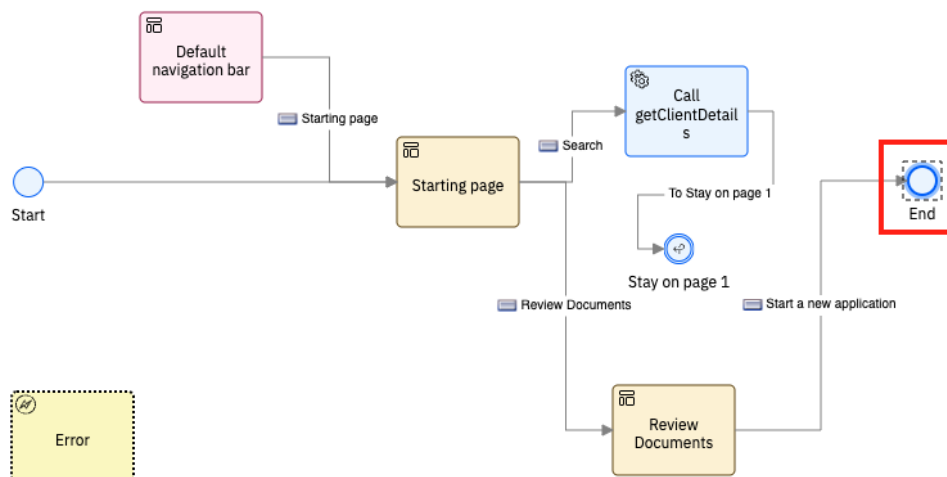 Default
navigation bar
Starting page
Call
getClientDetail
s
Search
Starting page
Start
To Stay on page 1
End
Stay on page 1
Review Documents
Start a new application
Error
Review
Documents